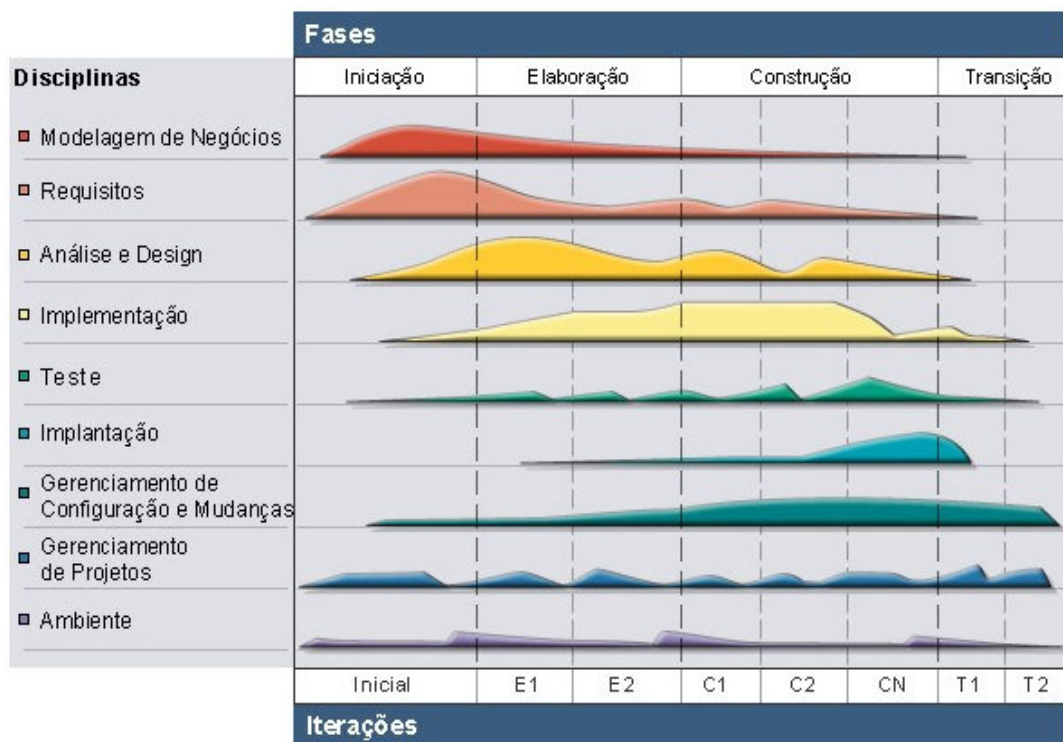 Fases
Disciplinas
Iniciação Elaboração Construção Transição
Modelagem de Negócios
Requisitos
Análise e Design
Implementação
Teste
Implantação
Gerenciamento de
Configuração e Mudanças
Gerenciamento
de Projetos
Ambiente
Inicial E1 E2 C1 C2 CN T1 T2
Iterações